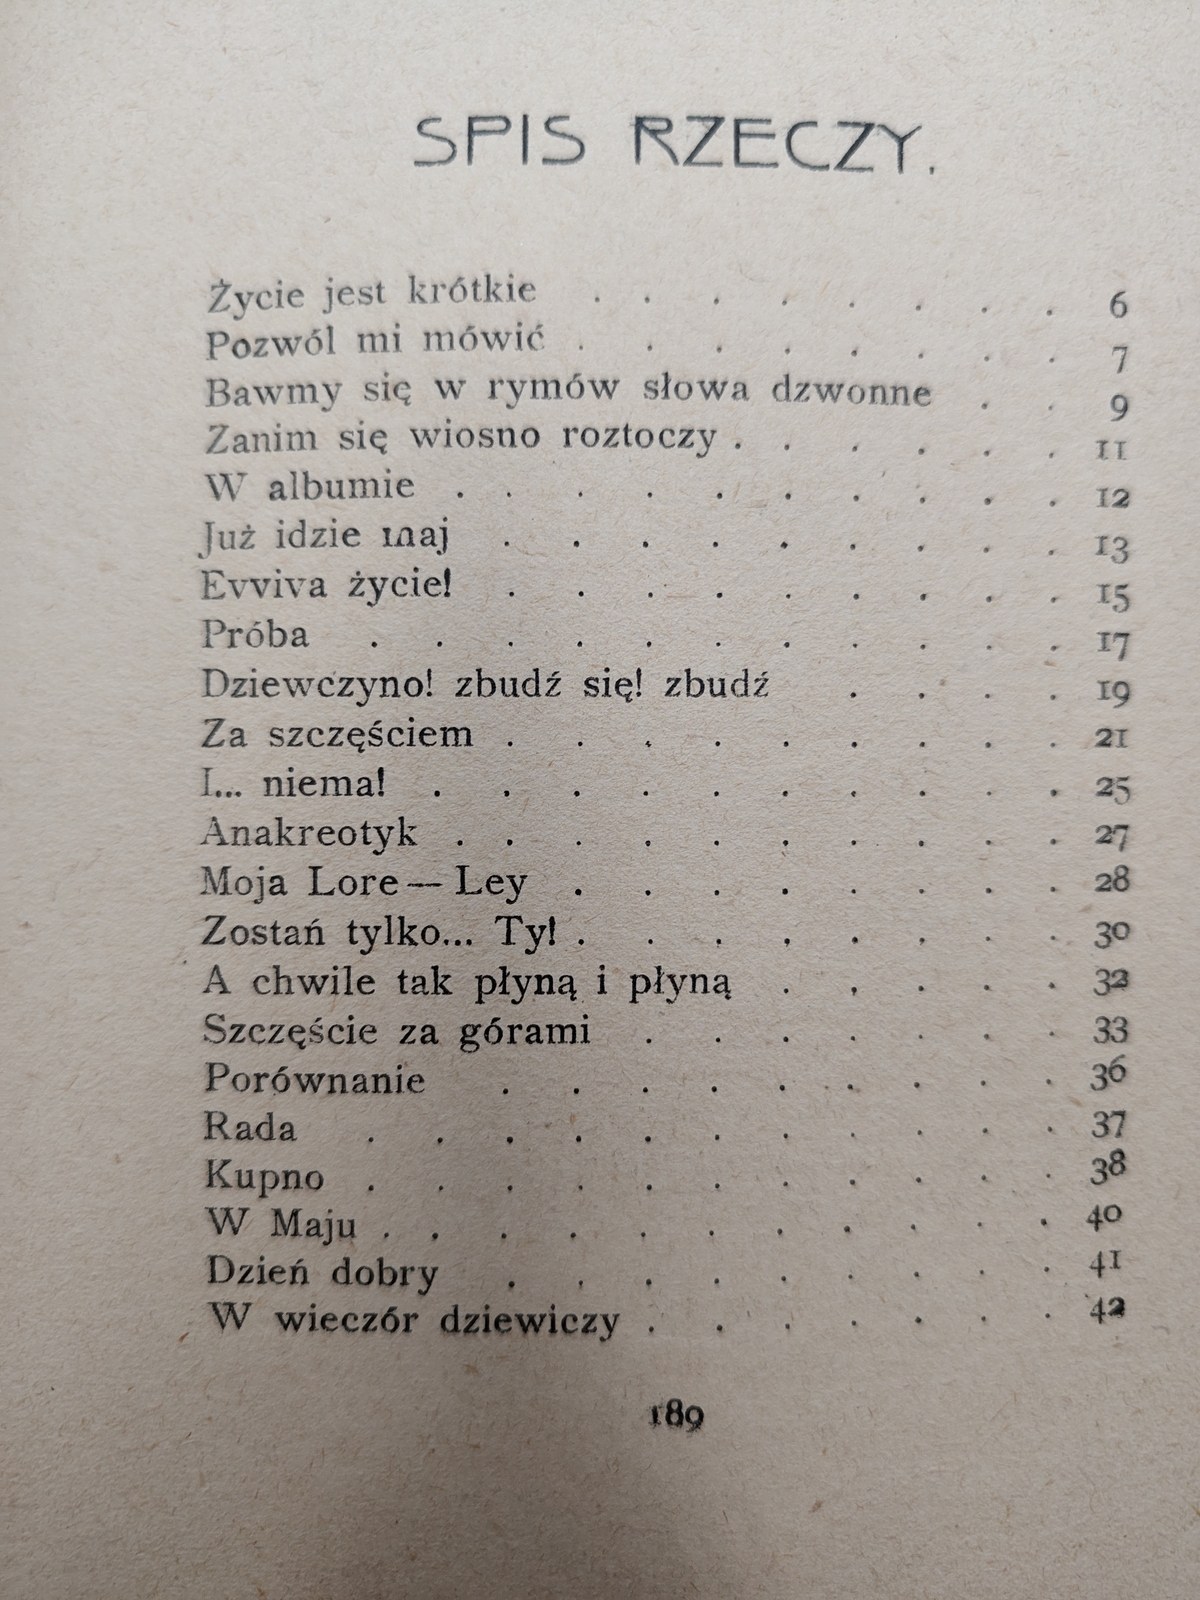 SPIS RZECZY.
Życie jest krótkie . . . . . . . . 6
Pozwól mi mówić . . . . . . . . 7
Bawmy się w rymów słowa dzwonne . . 9
Zanim się wiosno roztoczy . . . . . . 11
W albumie . . . . . . . . . . 12
Już idzie maj . . . . . . . . . 13
Evviva życie! . . . . . . . . . 15
Próba . . . . . . . . . . . 17
Dziewczyno! zbudź się! zbudź . . . . 19
Za szczęściem . . . . . . . . . 21
I... niema! . . . . . . . . . . 25
Anakreotyk . . . . . . . . . . 27
Moja Lore — Ley . . . . . . . . 28
Zostań tylko... Ty! . . . . . . . . 30
A chwile tak płyną i płyną . . . . . 32
Szczęście za górami . . . . . . . 33
Porównanie . . . . . . . . . 36
Rada . . . . . . . . . . . 37
Kupno . . . . . . . . . . . 38
W Maju . . . . . . . . . . . 40
Dzień dobry . . . . . . . . . 41
W wieczór dziewiczy . . . . . . . 42
189